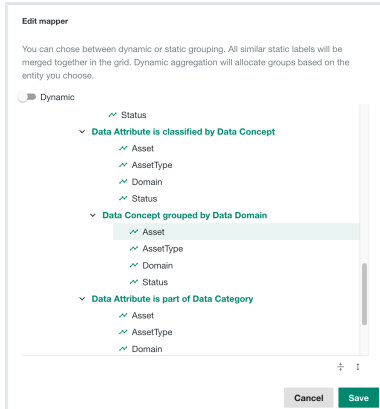 Edit mapper
You can chose between dynamic or static grouping. All similar static labels will be
merged together in the grid. Dynamic aggregation will allocate groups based on the
entity you choose.
Dynamic
Status
Data Attribute is classified by Data Concept
Asset
AssetType
Domain
Status
Data Concept grouped by Data Domain
Asset
AssetType
Domain
Status
Data Attribute is part of Data Category
Asset
AssetType
Domain
Cancel Save